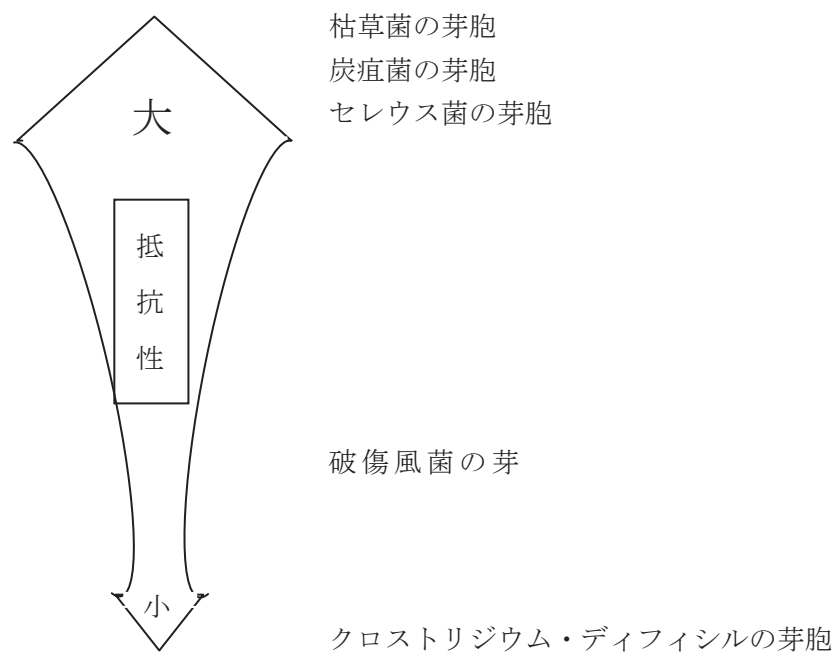 枯草菌の芽胞
炭疽菌の芽胞
セレウス菌の芽胞
大
抵
抗
性
破傷風菌の芽
小
クロストリジウム・ディフィシルの芽胞